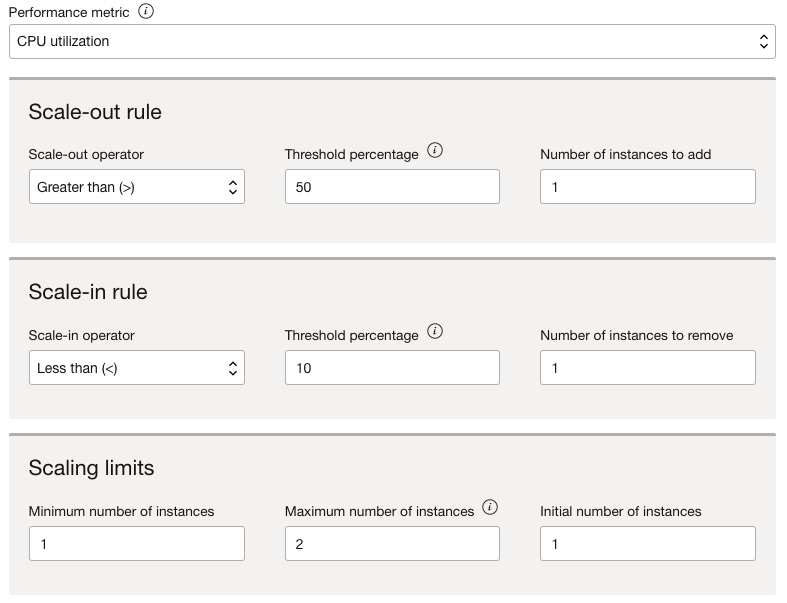 Performance metric
CPU utilization
Scale-out rule
Scale-out operator Threshold percentage Number of instances to add
Greater than (>) 50 1
Scale-in rule
Scale-in operator Threshold percentage Number of instances to remove
Less than (<) 10 1
Scaling limits
Minimum number of instances Maximum number of instances Initial number of instances
1 2 1